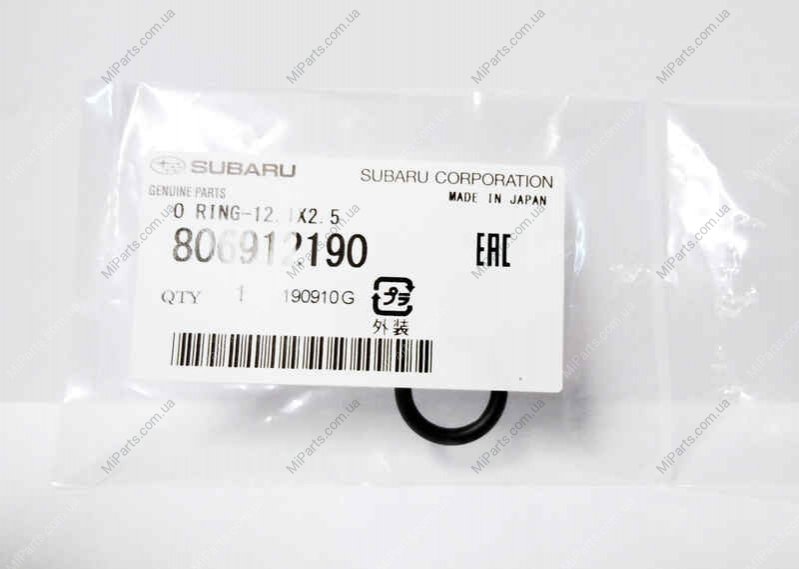 SUBARU
SUBARU CORPORATION
GENUINE PARTS
MADE IN JAPAN
O RING-12.1X2.5
806912190
EAC
QTY 1 190910G
プラ
外装
MiParts.com.ua